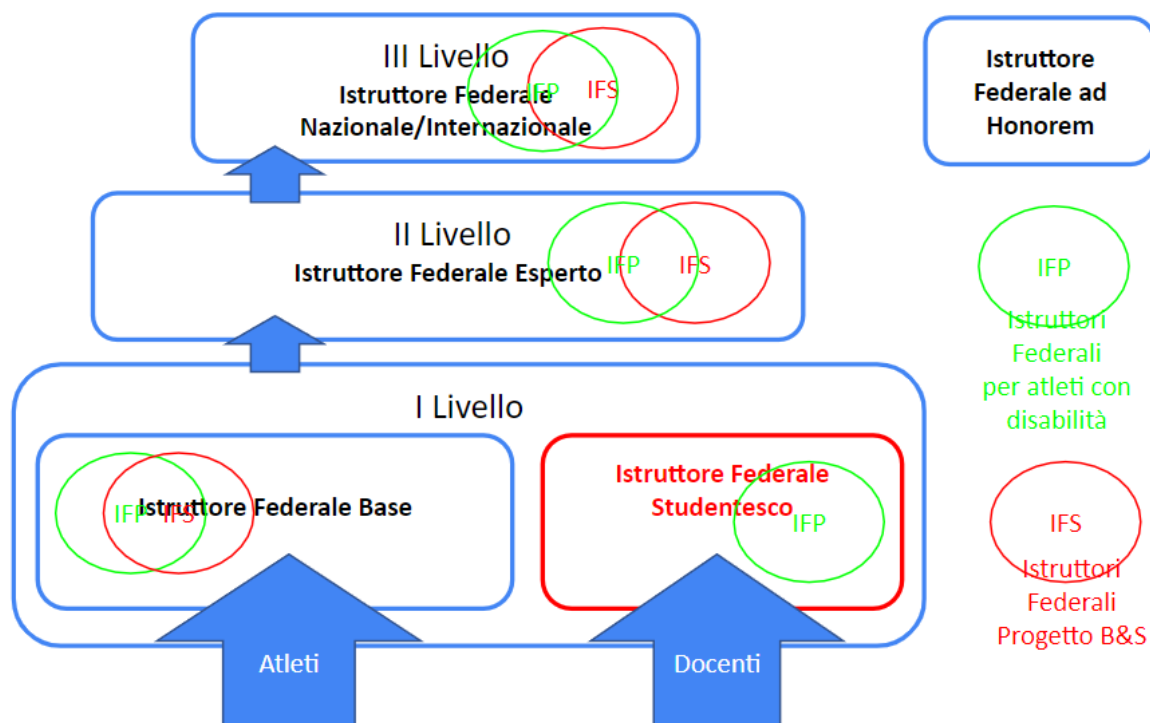 III Livello
Istruttore Federale
Nazionale/Internazionale
IFP
IFS
Istruttore
Federale ad
Honorem
II Livello
Istruttore Federale Esperto
IFP
IFS
IFP
Istruttori
Federali
per atleti con
disabilità
I Livello
Istruttore Federale Base
IFP
IFS
Istruttore Federale
Studentesco
IFP
IFS
Istruttori
Federali
Progetto B&S
Atleti
Docenti